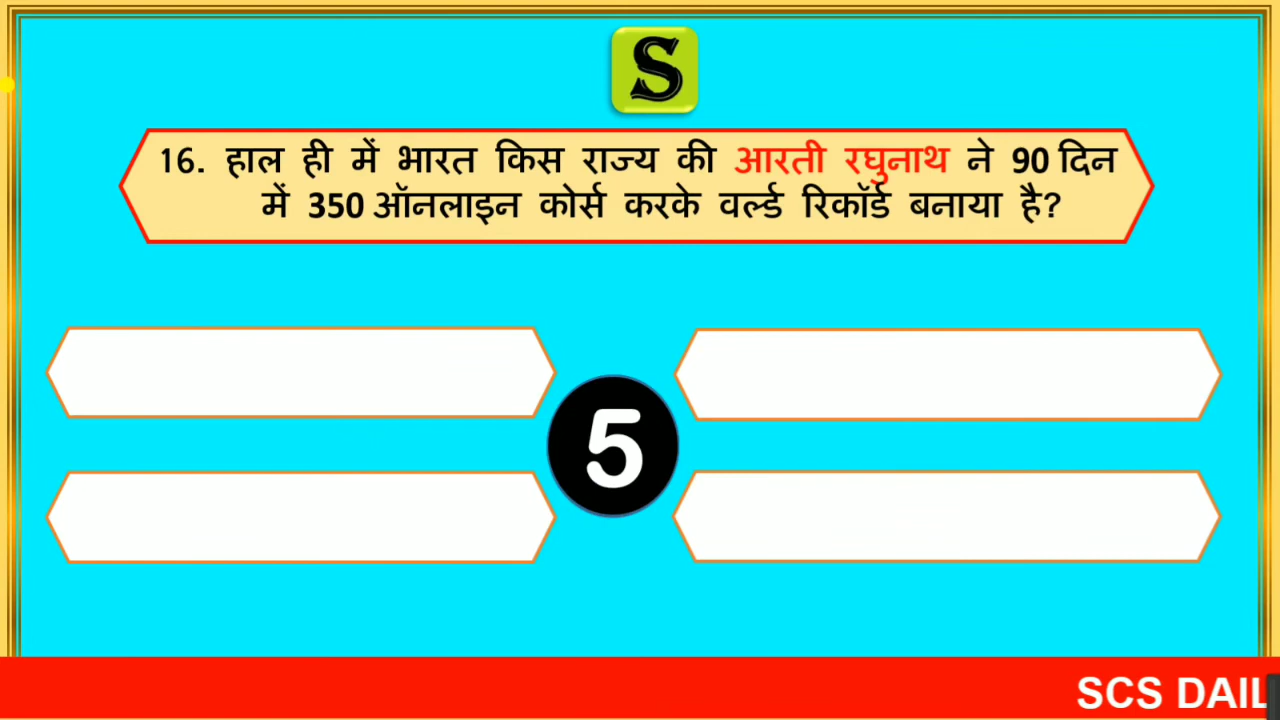 S
16. हाल ही में भारत किस राज्य की आरती रघुनाथ ने 90 दिन
में 350 ऑनलाइन कोर्स करके वर्ल्ड रिकॉर्ड बनाया है?
5
SCS DAIL